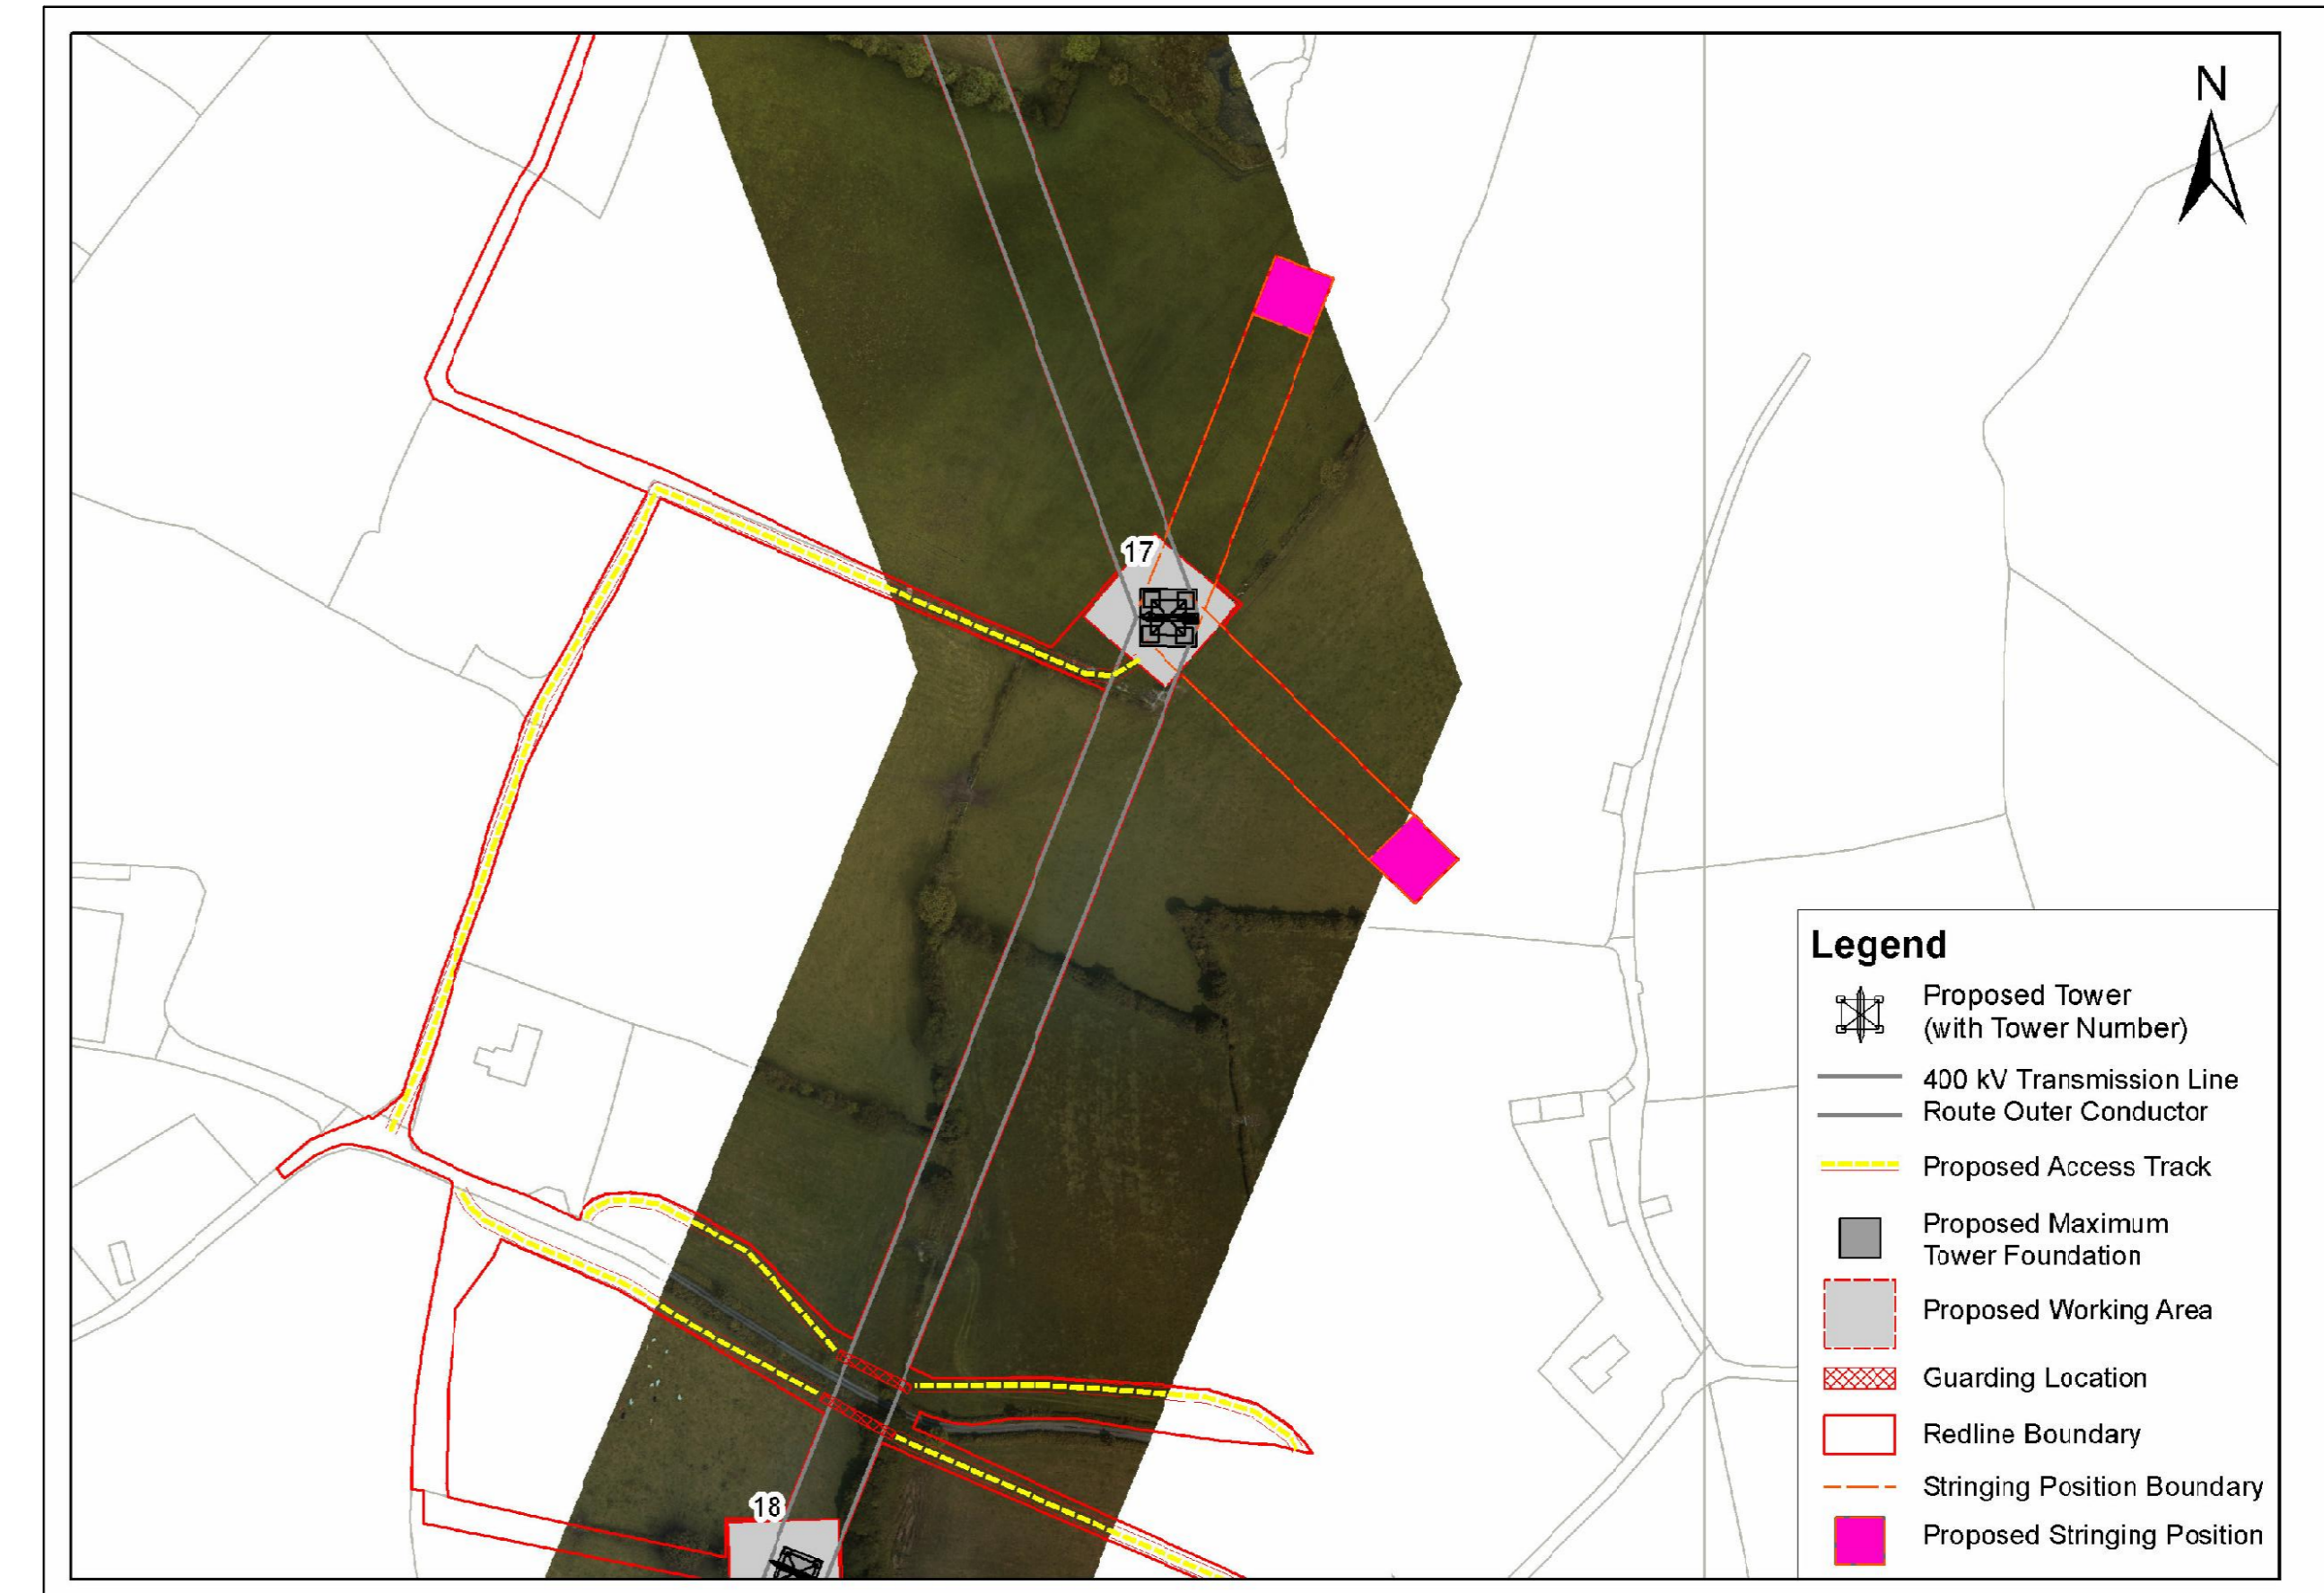 N
17
18
Legend
Proposed Tower
(with Tower Number)
400 kV Transmission Line
Route Outer Conductor
Proposed Access Track
Proposed Maximum
Tower Foundation
Proposed Working Area
Guarding Location
Redline Boundary
Stringing Position Boundary
Proposed Stringing Position